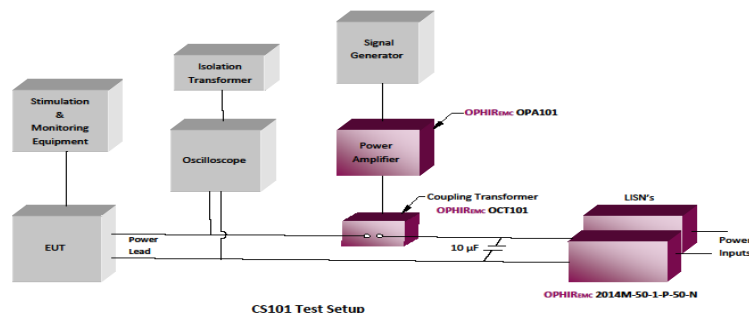 Signal
Generator
Isolation
Transformer
Stimulation
&
Monitoring
Equipment
OPHIREMC OPA101
Oscilloscope
Power
Amplifier
Coupling Transformer
OPHIREMC OCT101
LISN's
EUT
Power
Lead
10 µF
Power
Inputs
OPHIREMC 2014M-50-1-P-50-N
CS101 Test Setup